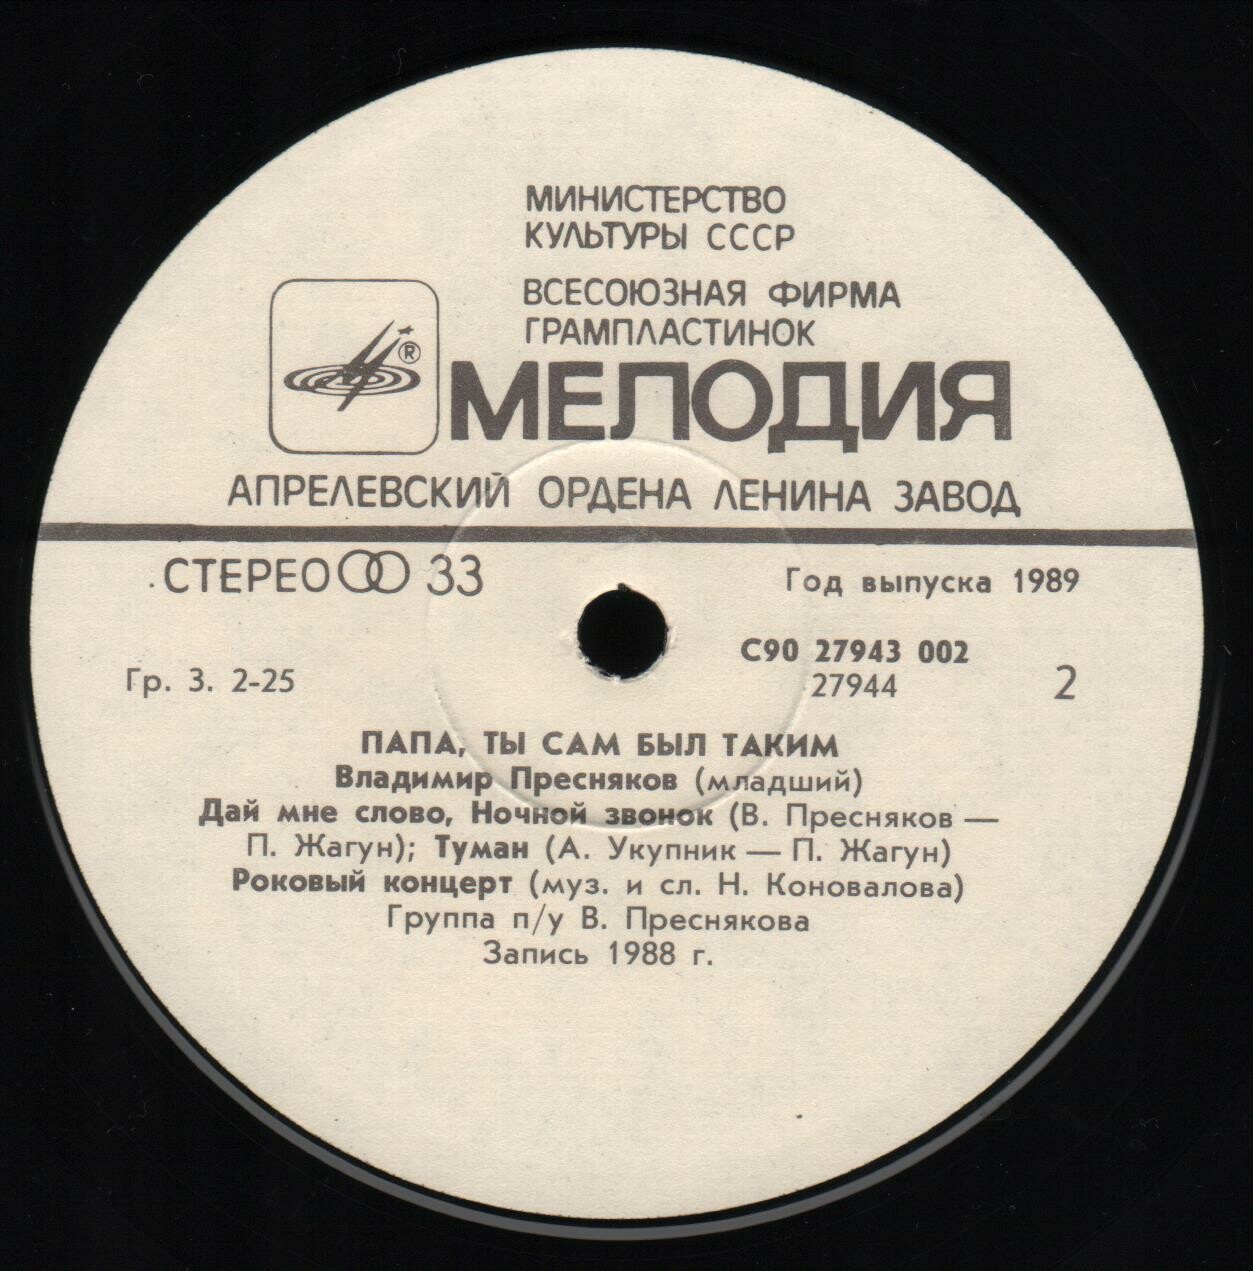 МИНИСТЕРСТВО
КУЛЬТУРЫ СССР
ВСЕСОЮЗНАЯ ФИРМА
ГРАМПЛАСТИНОК
®
МЕЛОДИЯ
АПРЕЛЕВСКИЙ ОРДЕНА ЛЕНИНА ЗАВОД
СТЕРЕО 33
Год выпуска 1989
С90 27943 002
Гр. 3. 2-25
27944
2
ПАПА, ТЫ САМ БЫЛ ТАКИМ
Владимир Пресняков (младший)
Дай мне слово, Ночной звонок (В. Пресняков —
П. Жагун); Туман (А. Укупник — П. Жагун)
Роковый концерт (муз. и сл. Н. Коновалова)
Группа п/у В. Преснякова
Запись 1988 г.